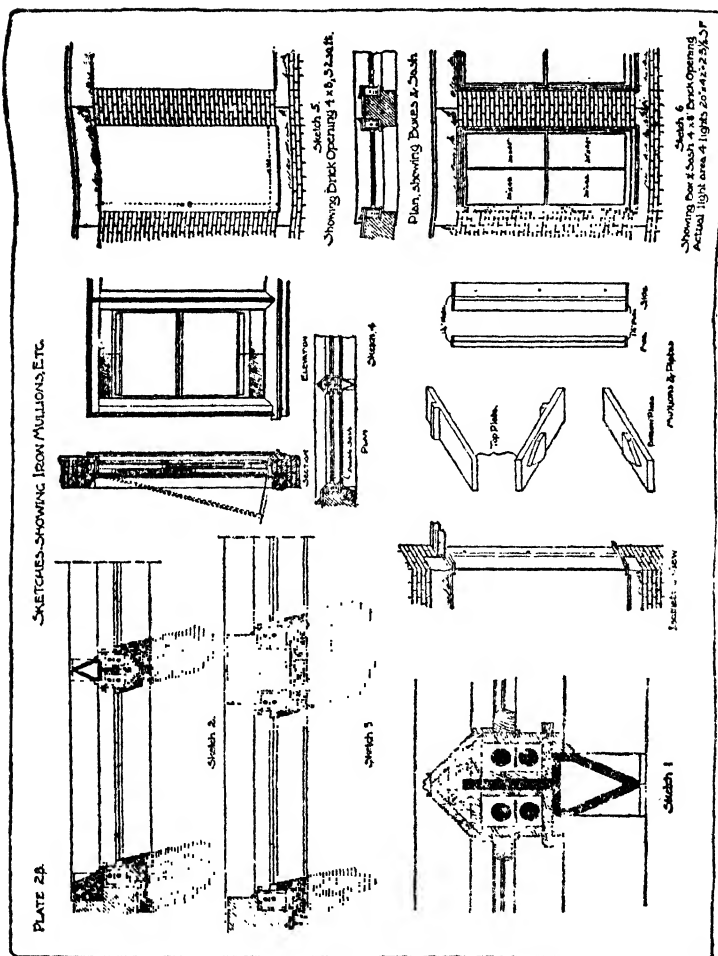 PLATE 28.
SKETCHES SHOWING IRON MULLIONS, ETC.
Sketch 2.
Sketch 3
SECTION
ELEVATION
PLAN
Sketch 4
Sketch 5.
Showing Brick Opening 4 x 8, 32 sq.ft.
Plan, showing Boxes & Sash
Sketch 1
Top Plates
Bottom Plate
Side
Mullions & Plates
Sketch 6
Showing Box & Sash 4 x 8 Brick Opening
Actual light area 4 lights